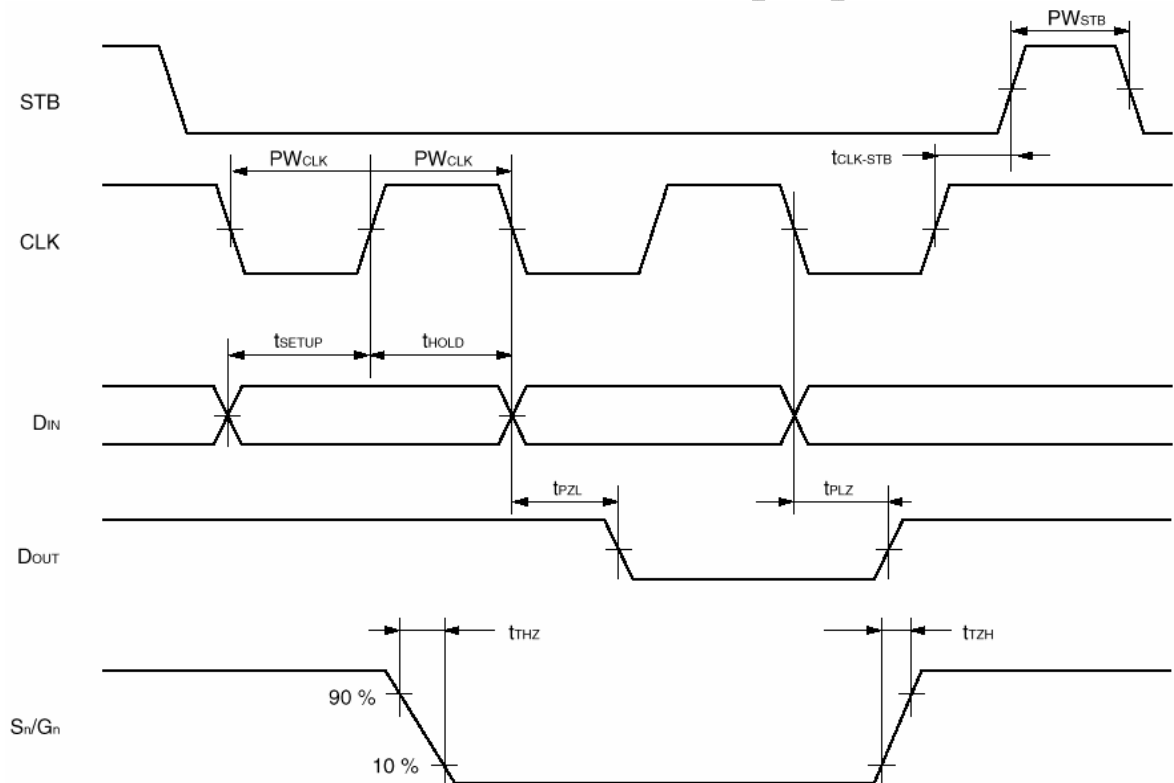 PWSTB
STB
tCLK-STB
PWCLK PWCLK
CLK
tSETUP tHOLD
DIN
tPZL tPLZ
DOUT
tTHZ tTZH
90 %
Sn/Gn
10 %